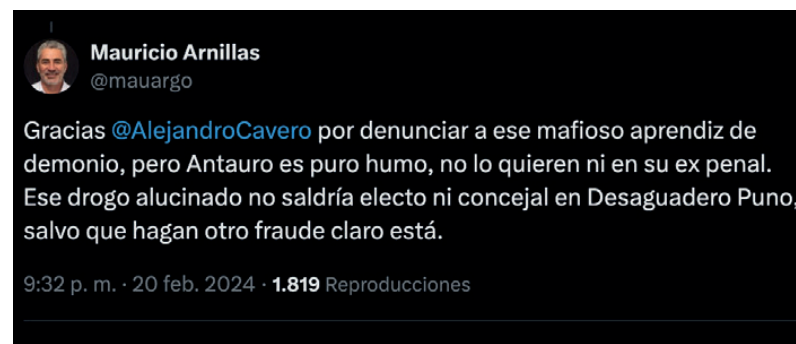 Mauricio Arnillas
@mauargo
Gracias @AlejandroCavero por denunciar a ese mafioso aprendiz de
demonio, pero Antauro es puro humo, no lo quieren ni en su ex penal.
Ese drogo alucinado no saldría electo ni concejal en Desaguadero Puno,
salvo que hagan otro fraude claro está.
9:32 p. m. · 20 feb. 2024 · 1.819 Reproducciones